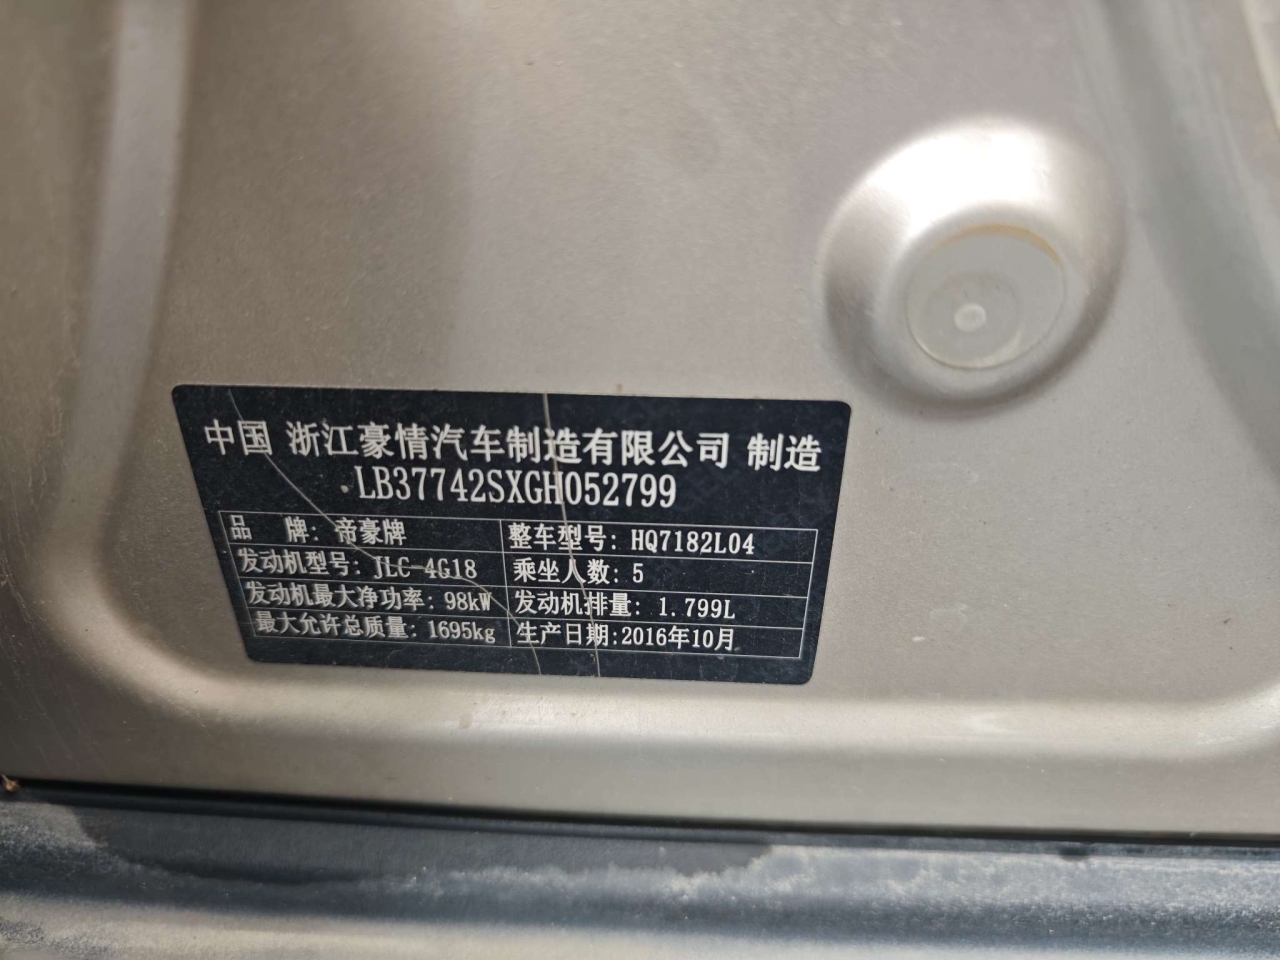 中国 浙江豪情汽车制造有限公司 制造
LB37742SXGH052799
品 牌: 帝豪牌 整车型号: HQ7182L04
发动机型号: JLC-4G18 乘坐人数: 5
发动机最大净功率: 98kW 发动机排量: 1.799L
最大允许总质量: 1695kg 生产日期:2016年10月